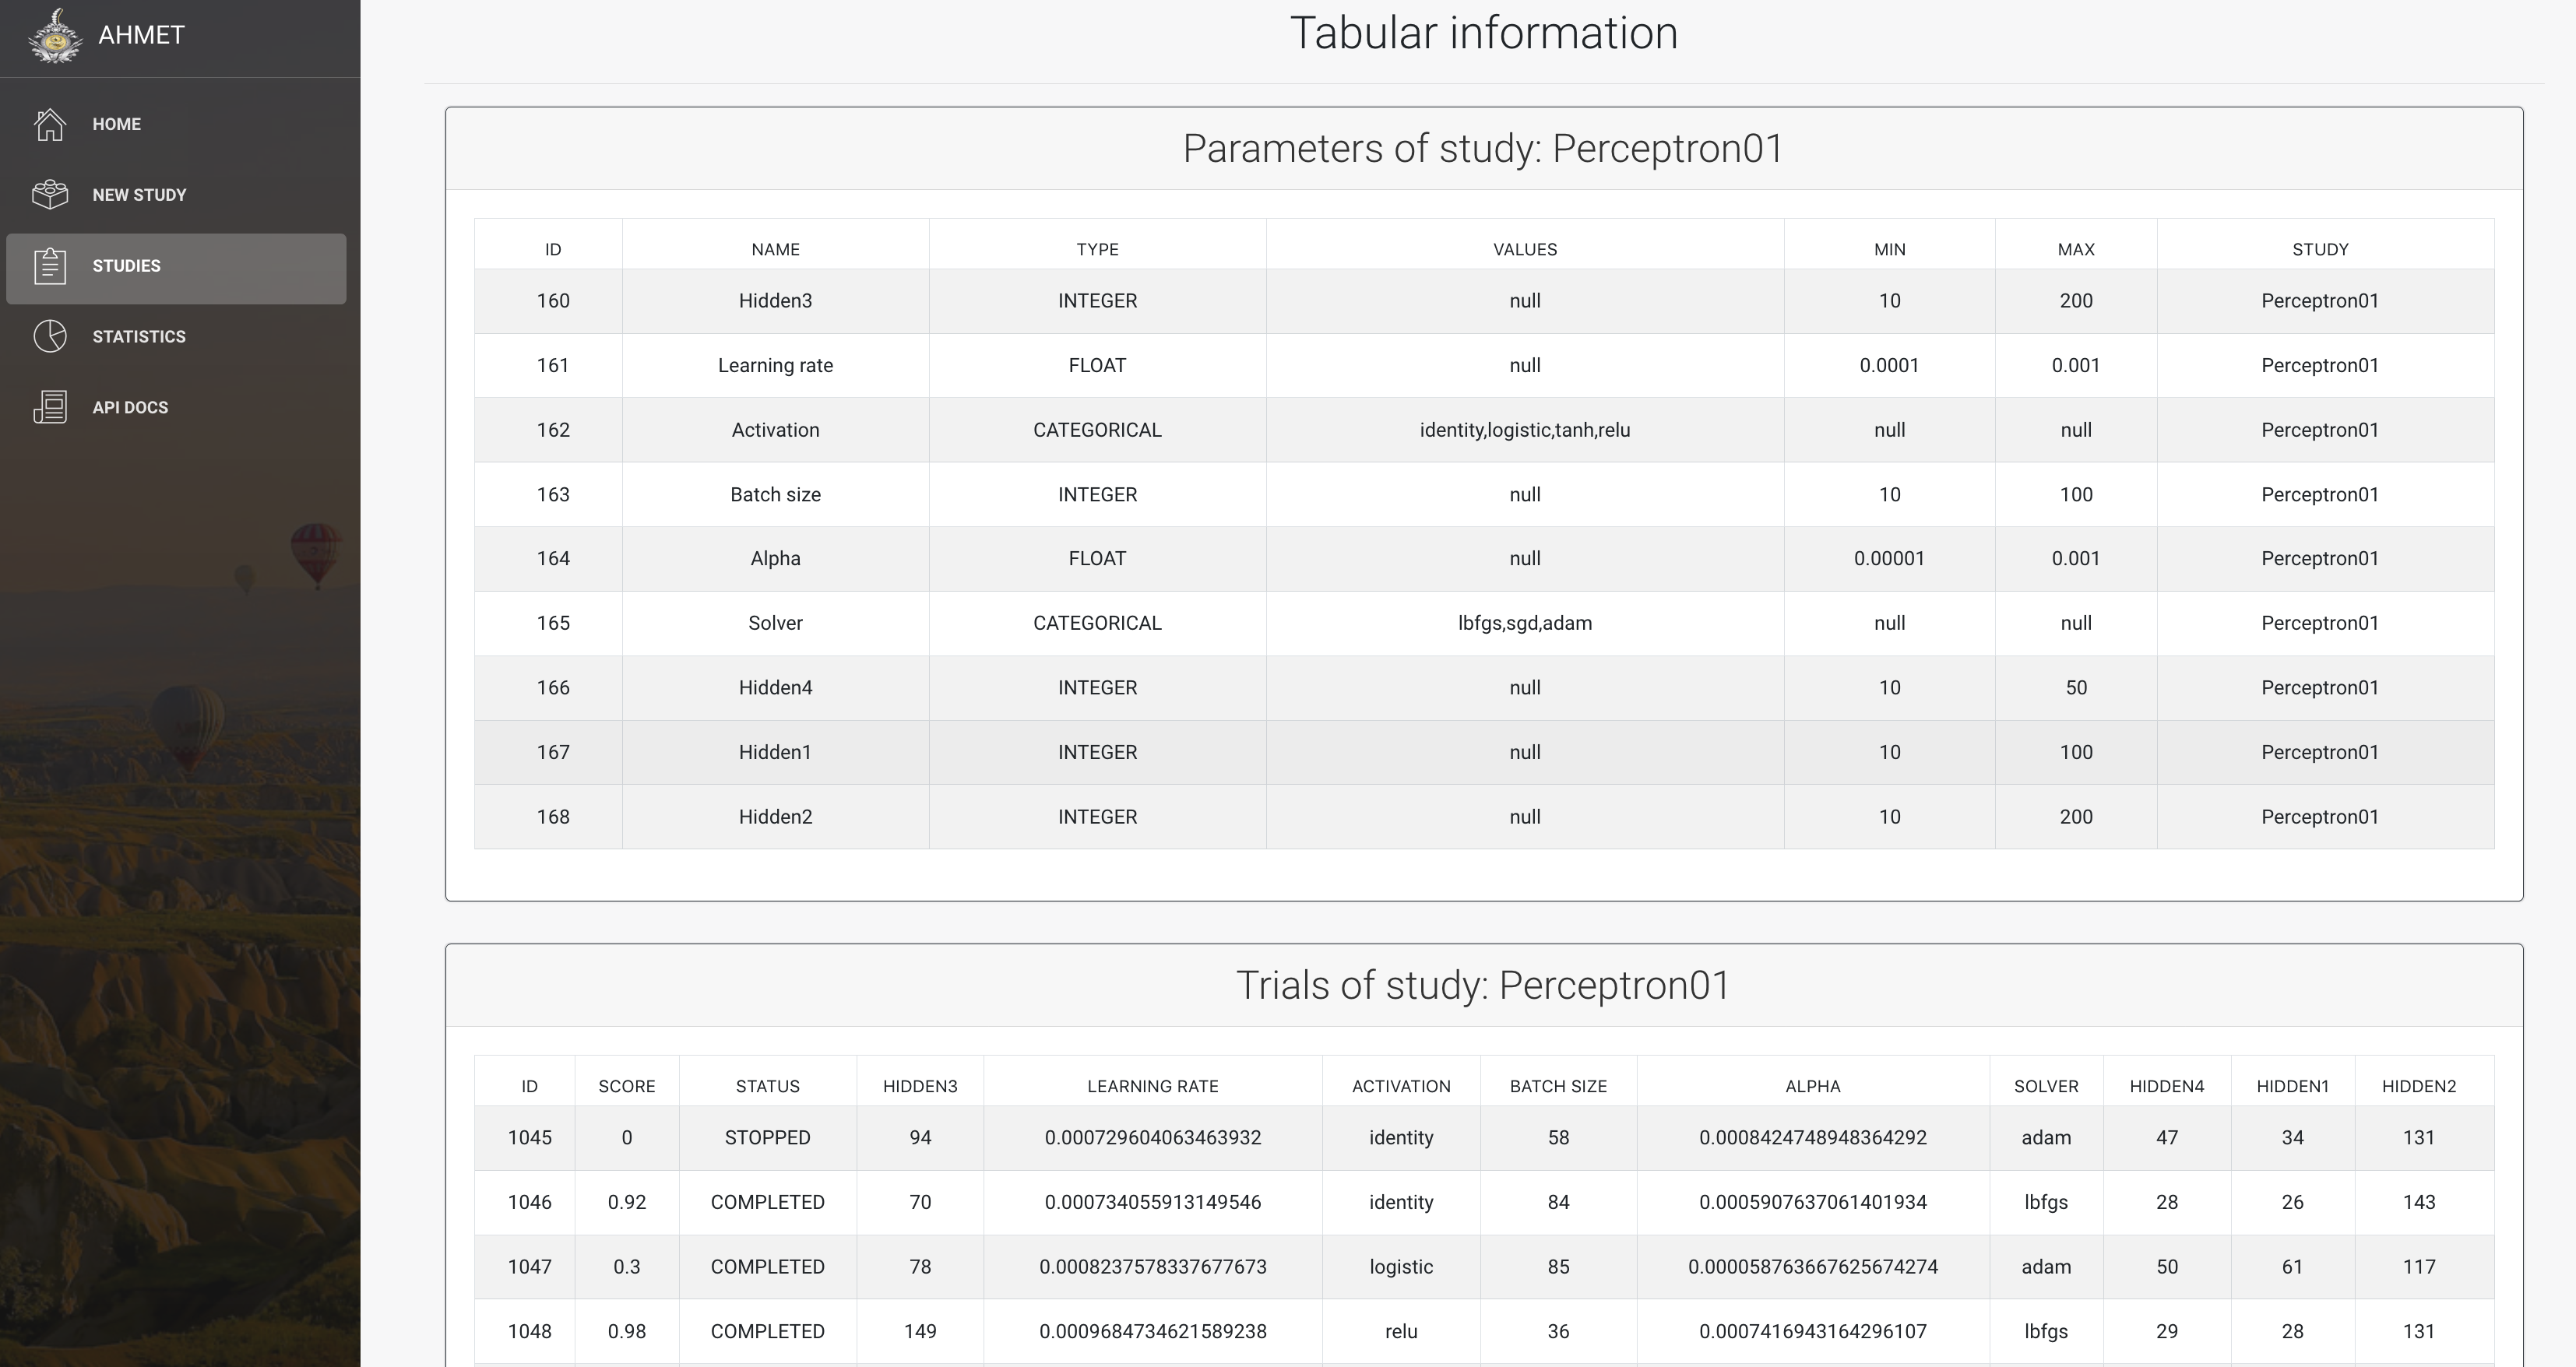 AHMET
HOME
NEW STUDY
STUDIES
STATISTICS
API DOCS
Tabular information
Parameters of study: Perceptron01
ID NAME TYPE VALUES MIN MAX STUDY
160 Hidden3 INTEGER null 10 200 Perceptron01
161 Learning rate FLOAT null 0.0001 0.001 Perceptron01
162 Activation CATEGORICAL identity,logistic,tanh,relu null null Perceptron01
163 Batch size INTEGER null 10 100 Perceptron01
164 Alpha FLOAT null 0.00001 0.001 Perceptron01
165 Solver CATEGORICAL lbfgs,sgd,adam null null Perceptron01
166 Hidden4 INTEGER null 10 50 Perceptron01
167 Hidden1 INTEGER null 10 100 Perceptron01
168 Hidden2 INTEGER null 10 200 Perceptron01
Trials of study: Perceptron01
ID SCORE STATUS HIDDEN3 LEARNING RATE ACTIVATION BATCH SIZE ALPHA SOLVER HIDDEN4 HIDDEN1 HIDDEN2
1045 0 STOPPED 94 0.000729604063463932 identity 58 0.0008424748948364292 adam 47 34 131
1046 0.92 COMPLETED 70 0.000734055913149546 identity 84 0.0005907637061401934 lbfgs 28 26 143
1047 0.3 COMPLETED 78 0.0008237578337677673 logistic 85 0.000058763667625674274 adam 50 61 117
1048 0.98 COMPLETED 149 0.0009684734621589238 relu 36 0.0007416943164296107 lbfgs 29 28 131